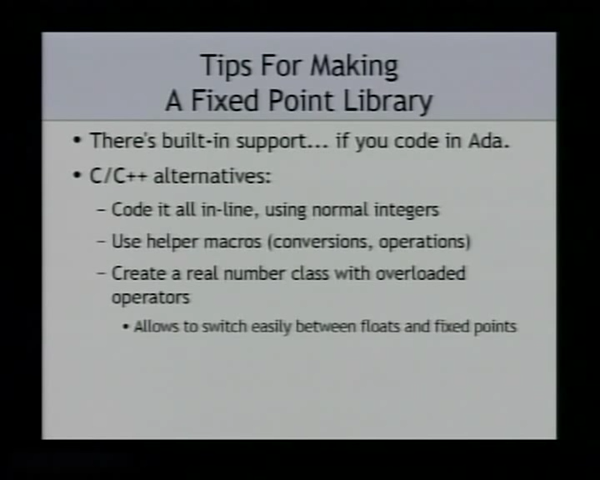 Tips For Making
A Fixed Point Library
• There's built-in support... if you code in Ada.
• C/C++ alternatives:
– Code it all in-line, using normal integers
– Use helper macros (conversions, operations)
– Create a real number class with overloaded
operators
• Allows to switch easily between floats and fixed points